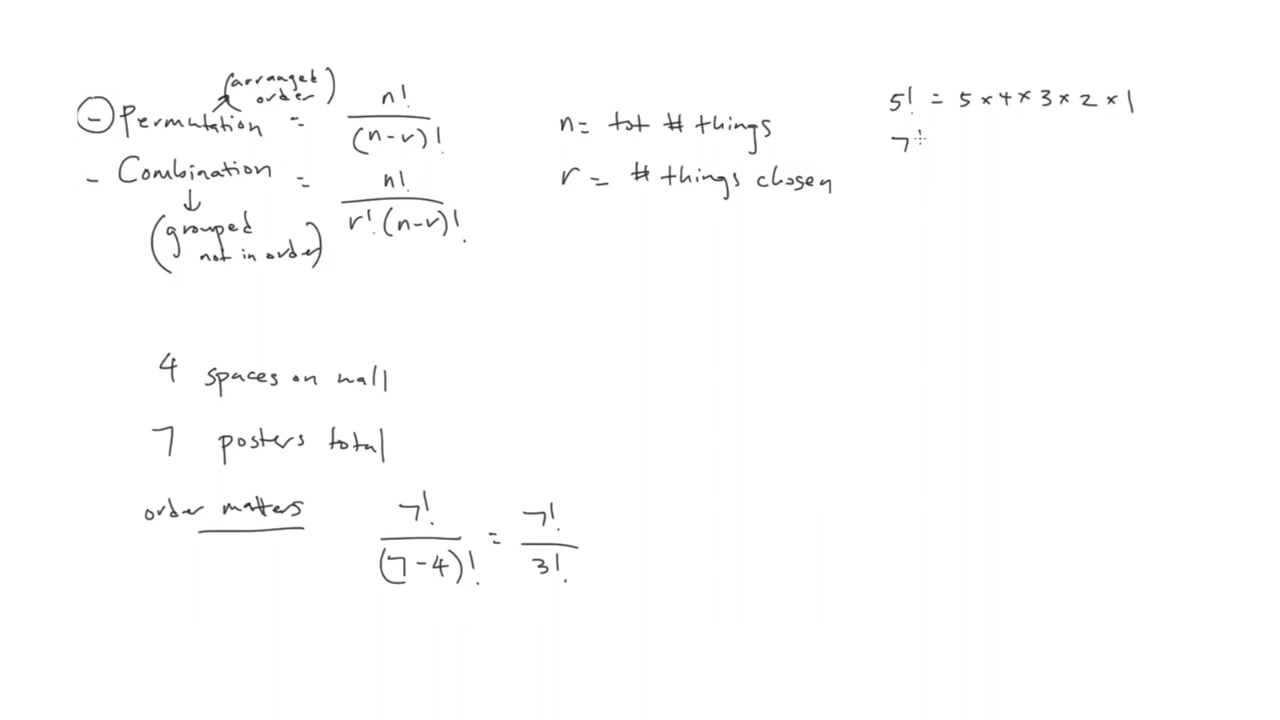 (arranged order)
- Permutation = n! / (n-r)!
- Combination = n! / r!(n-r)!
↓
(grouped
not in order)
n = tot # things
r = # things chosen
5! = 5 × 4 × 3 × 2 × 1
7!
4 spaces on wall
7 posters total
order matters
7! / (7-4)! = 7! / 3!